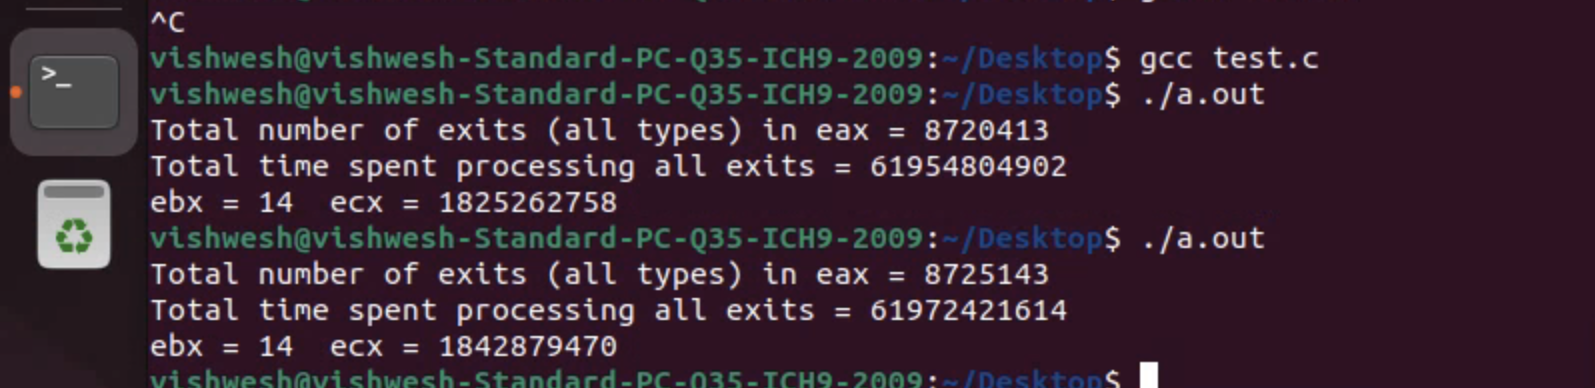 ^C
vishwesh@vishwesh-Standard-PC-Q35-ICH9-2009:~/Desktop$ gcc test.c
vishwesh@vishwesh-Standard-PC-Q35-ICH9-2009:~/Desktop$ ./a.out
Total number of exits (all types) in eax = 8720413
Total time spent processing all exits = 61954804902
ebx = 14  ecx = 1825262758
vishwesh@vishwesh-Standard-PC-Q35-ICH9-2009:~/Desktop$ ./a.out
Total number of exits (all types) in eax = 8725143
Total time spent processing all exits = 61972421614
ebx = 14  ecx = 1842879470
vishwesh@vishwesh-Standard-PC-Q35-ICH9-2009:~/Desktop$